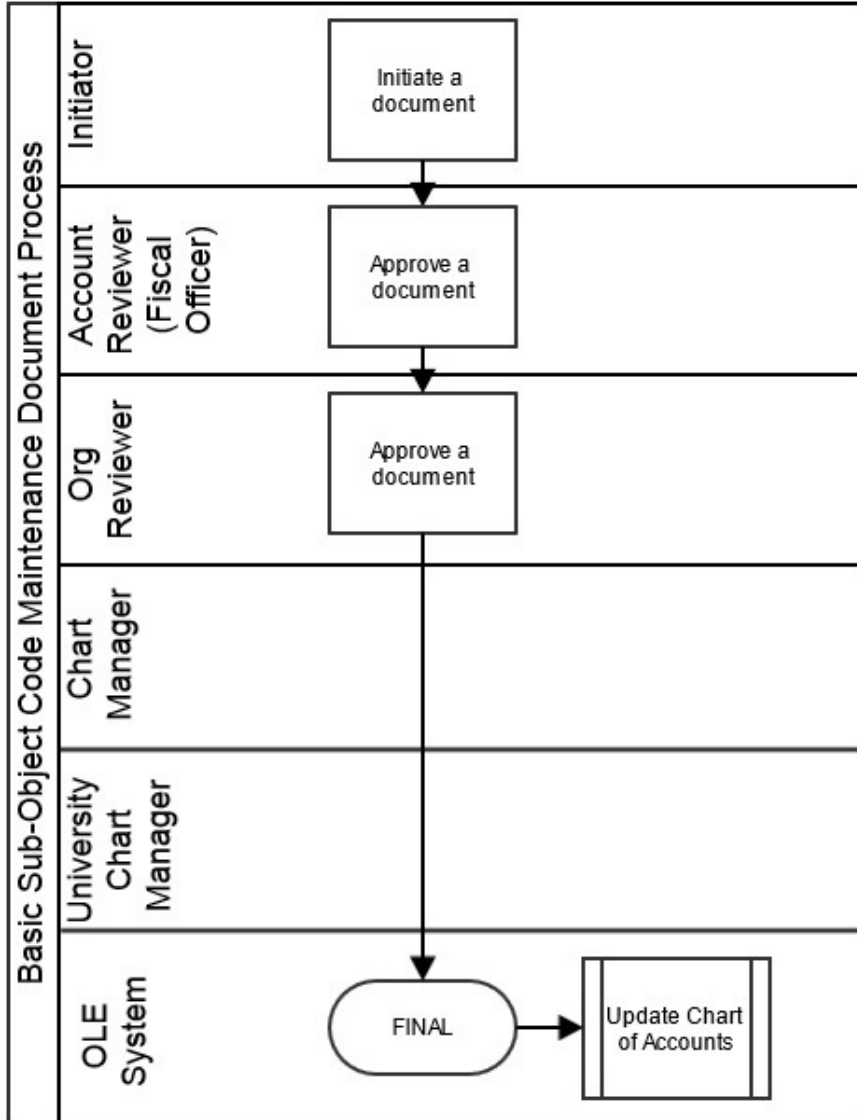 Basic Sub-Object Code Maintenance Document Process
Initiator
Initiate a
document
Account
Reviewer
(Fiscal
Officer)
Approve a
document
Org
Reviewer
Approve a
document
Chart
Manager
University
Chart
Manager
OLE
System
FINAL
Update Chart
of Accounts